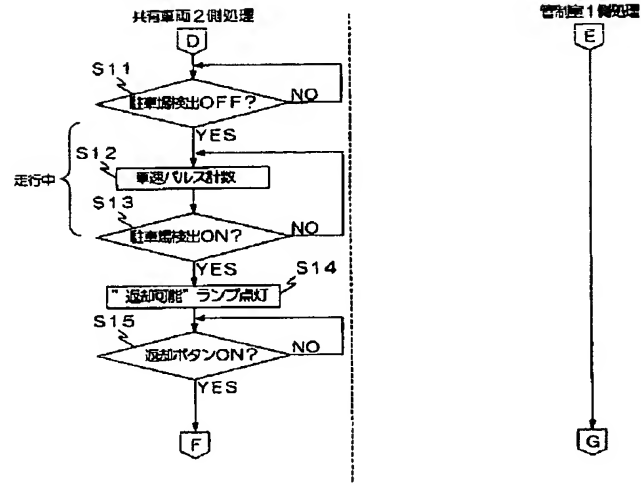 共有車両2側処理
管制室1側処理
D
E
S11
駐車場検出OFF?
NO
YES
S12
走行中
車速パルス計数
S13
駐車場検出ON?
NO
YES
S14
"返却可能"ランプ点灯
S15
返却ボタンON?
NO
YES
F
G